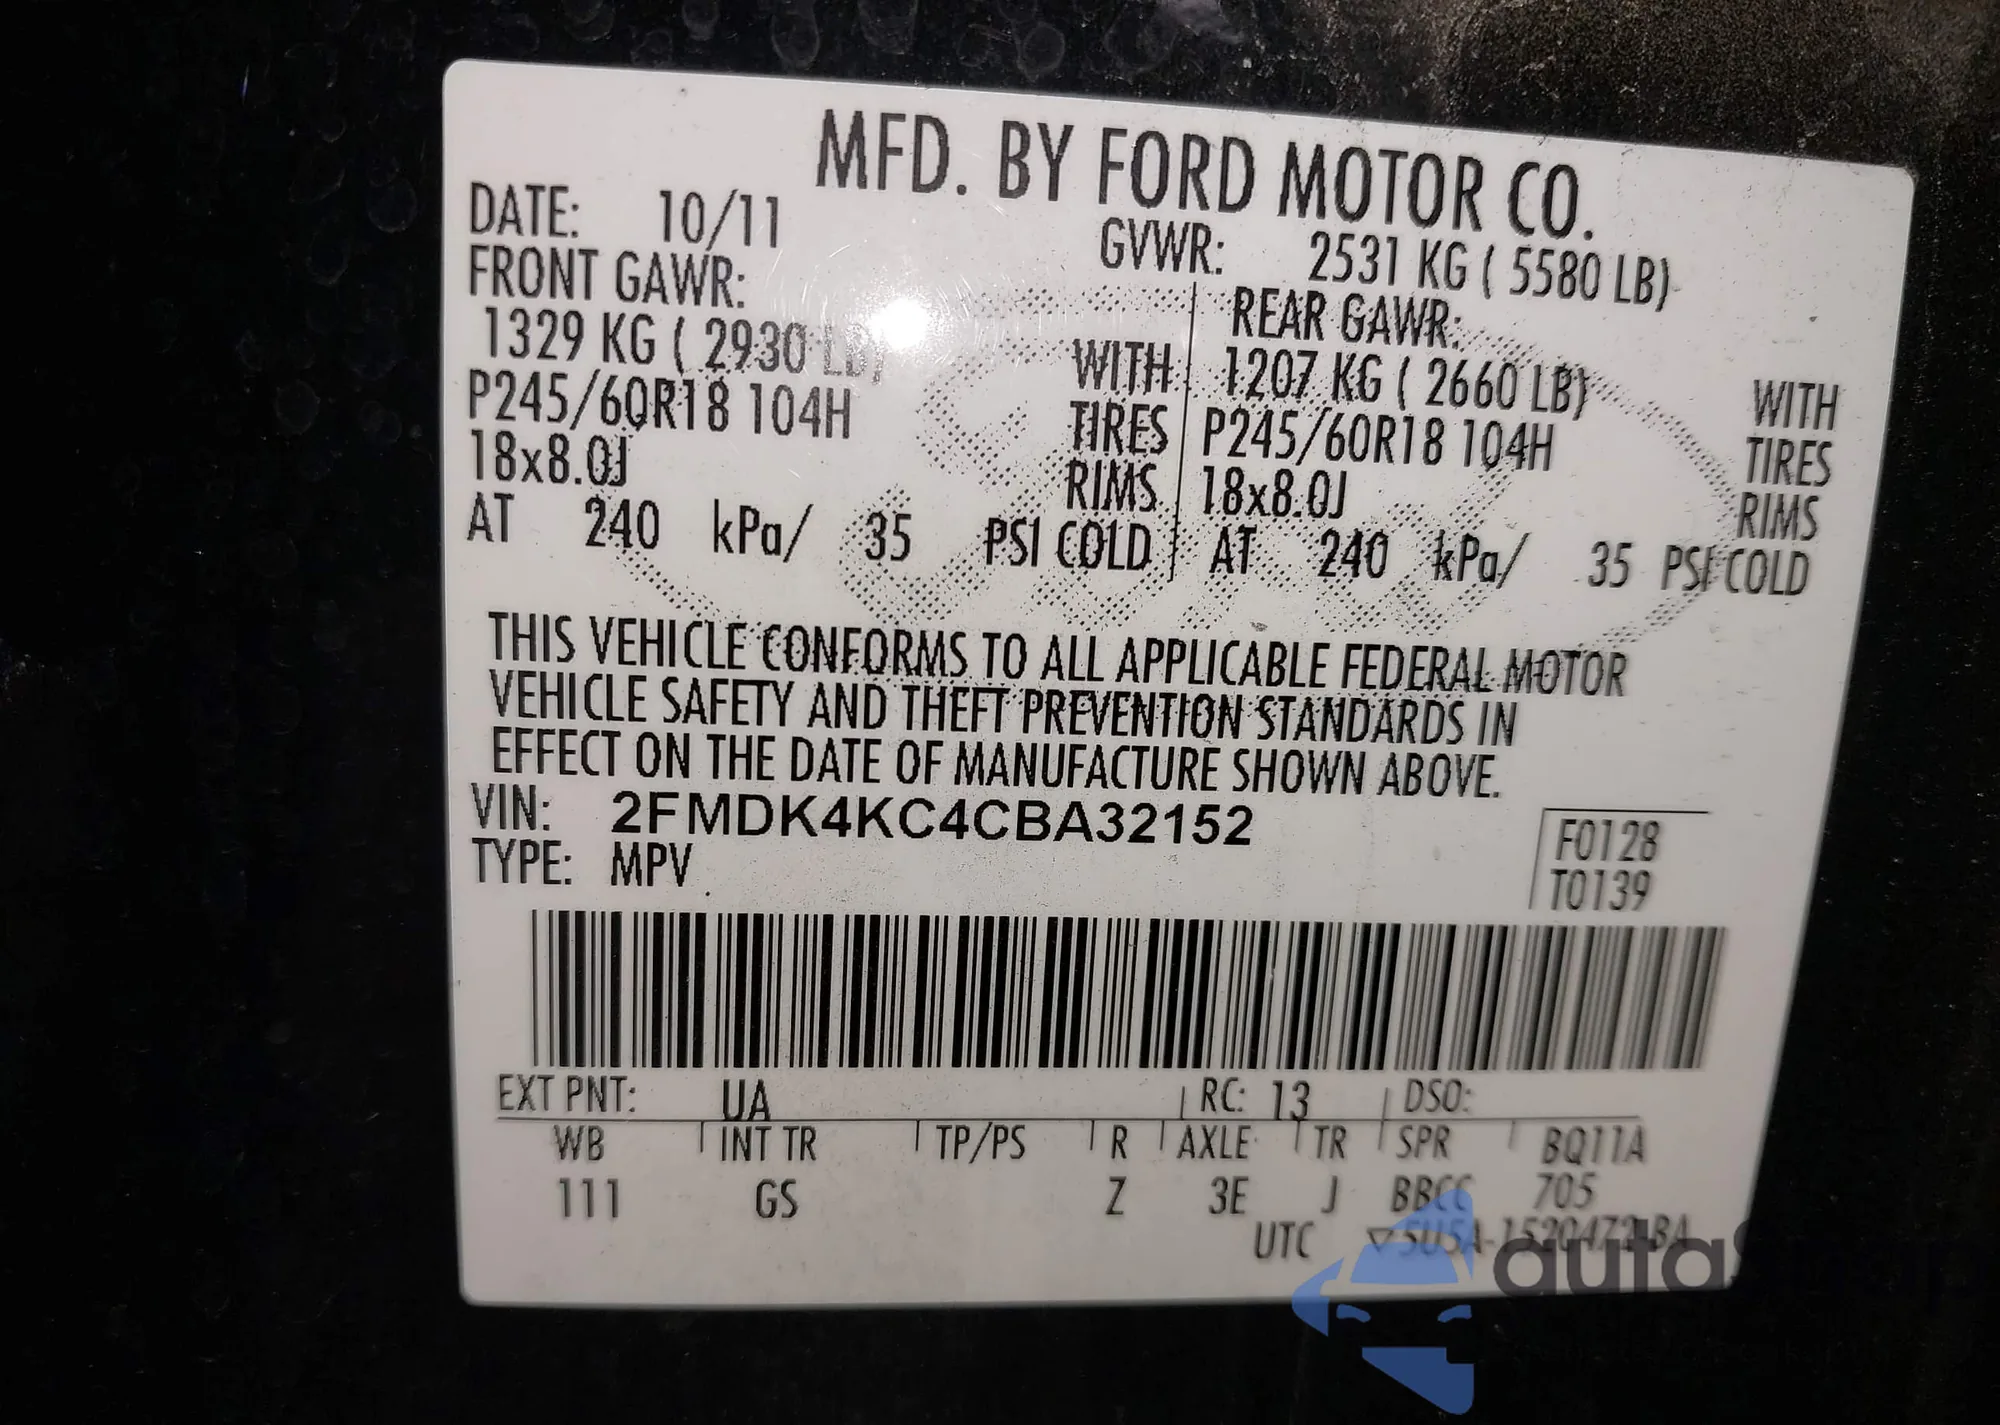 MFD. BY FORD MOTOR CO.
DATE: 10/11 GVWR: 2531 KG ( 5580 LB)
FRONT GAWR: REAR GAWR:
1329 KG ( 2930 LB) WITH 1207 KG ( 2660 LB) WITH
P245/60R18 104H TIRES P245/60R18 104H TIRES
18x8.0J RIMS 18x8.0J RIMS
AT 240 kPa/ 35 PSI COLD AT 240 kPa/ 35 PSI COLD
THIS VEHICLE CONFORMS TO ALL APPLICABLE FEDERAL MOTOR
VEHICLE SAFETY AND THEFT PREVENTION STANDARDS IN
EFFECT ON THE DATE OF MANUFACTURE SHOWN ABOVE.
VIN: 2FMDK4KC4CBA32152 F0128
TYPE: MPV T0139
EXT PNT: UA RC: 13 DSO:
WB INT TR TP/PS R AXLE TR SPR BQ11A
111 GS Z 3E J BBCC 705
UTC ▽5U5A-1520472-BA